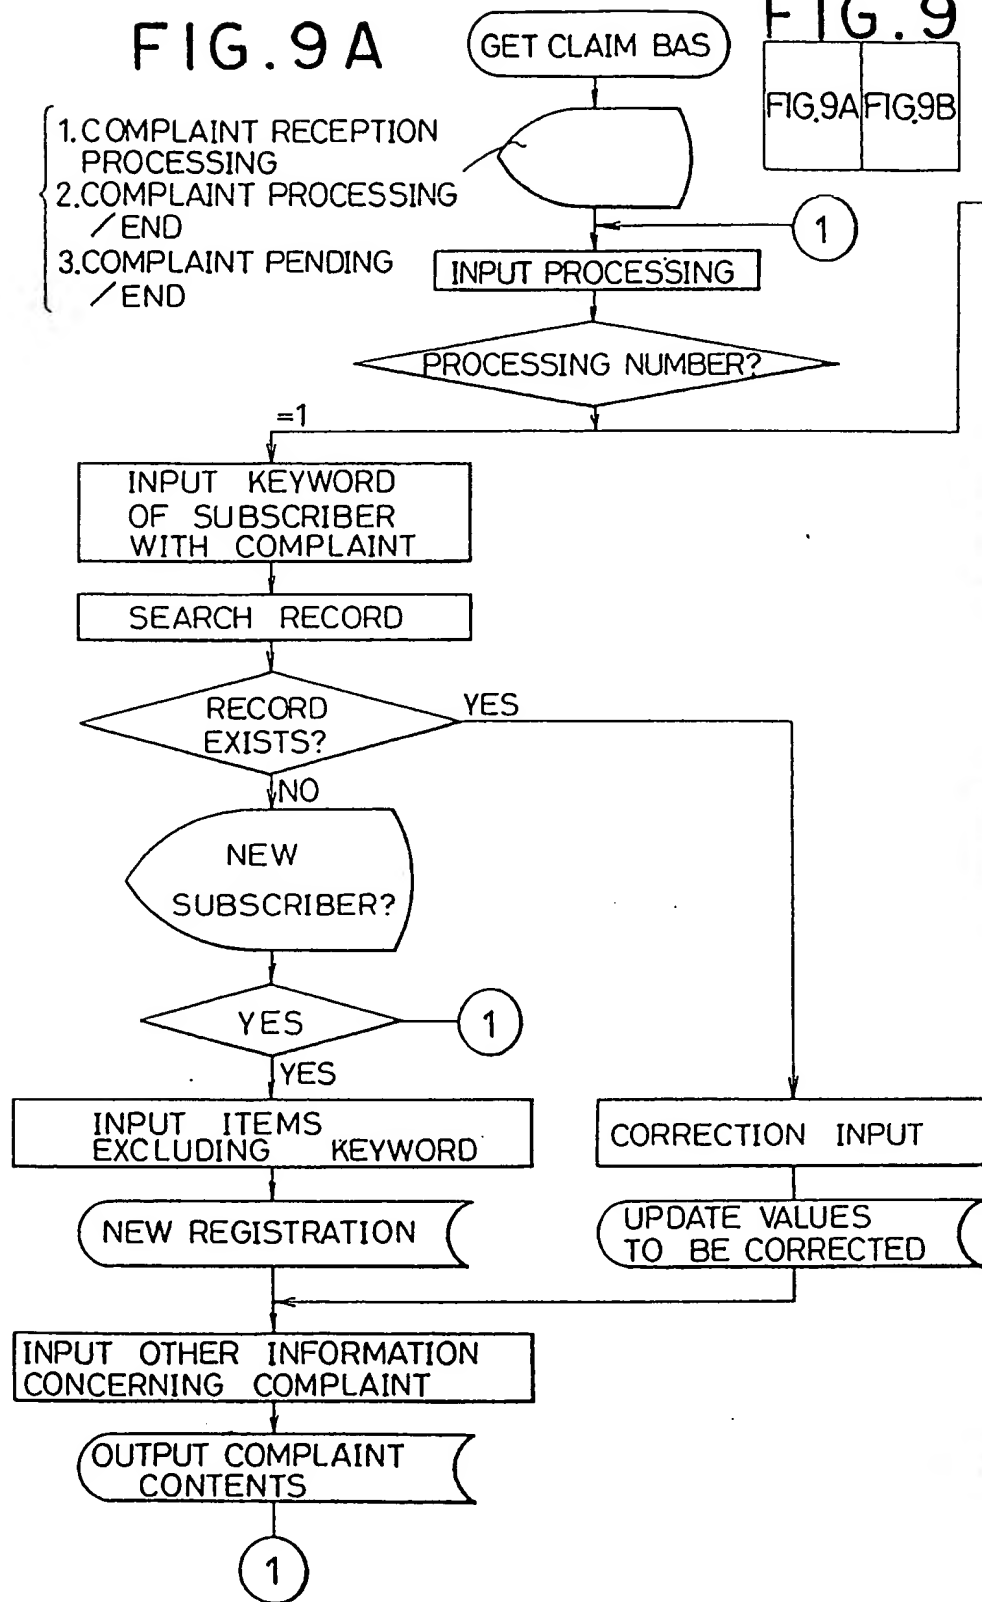 FIG.9A
FIG.9
GET CLAIM BAS
FIG.9A FIG.9B
1.COMPLAINT RECEPTION
PROCESSING
2.COMPLAINT PROCESSING
/END
3.COMPLAINT PENDING
/END
1
INPUT PROCESSING
PROCESSING NUMBER?
=1
INPUT KEYWORD
OF SUBSCRIBER
WITH COMPLAINT
SEARCH RECORD
RECORD
EXISTS?
YES
NO
NEW
SUBSCRIBER?
YES
1
YES
INPUT ITEMS
EXCLUDING KEYWORD
CORRECTION INPUT
NEW REGISTRATION
UPDATE VALUES
TO BE CORRECTED
INPUT OTHER INFORMATION
CONCERNING COMPLAINT
OUTPUT COMPLAINT
CONTENTS
1